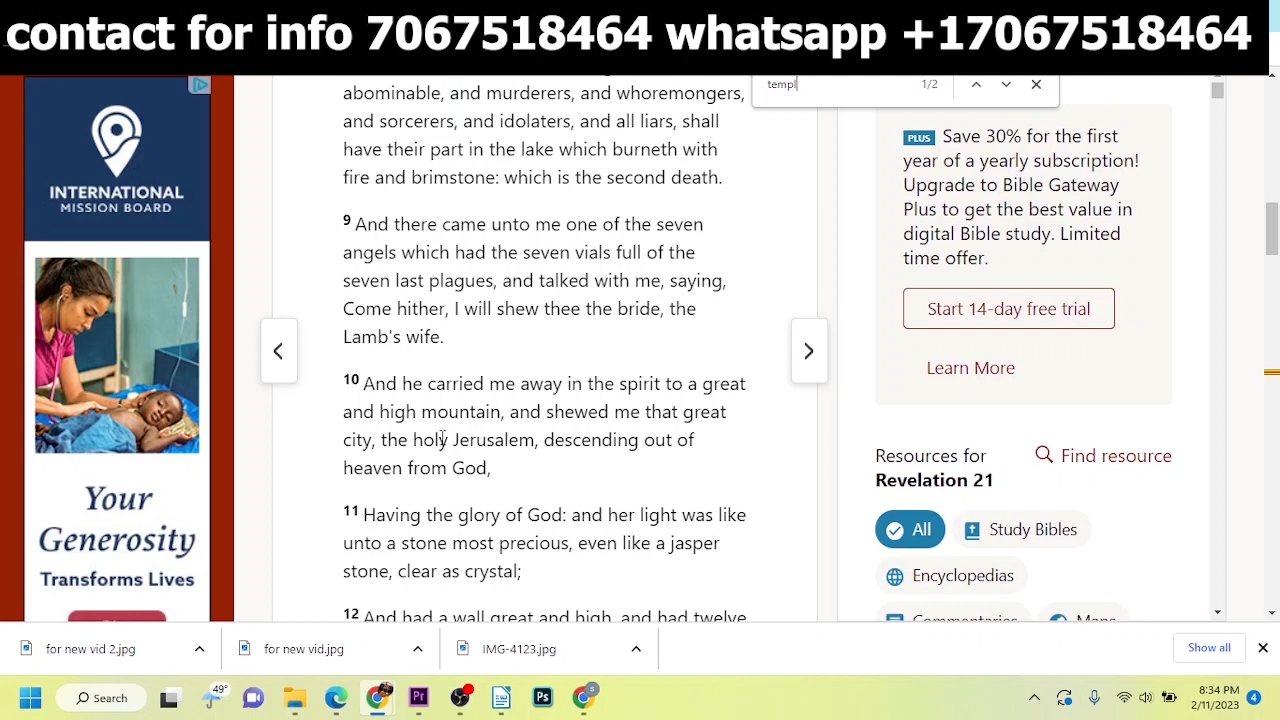 contact for info 7067518464 whatsapp +17067518464
templ
1/2
INTERNATIONAL
MISSION BOARD
Your
Generosity
Transforms Lives
abominable, and murderers, and whoremongers,
and sorcerers, and idolaters, and all liars, shall
have their part in the lake which burneth with
fire and brimstone: which is the second death.
9 And there came unto me one of the seven
angels which had the seven vials full of the
seven last plagues, and talked with me, saying,
Come hither, I will shew thee the bride, the
Lamb's wife.
10 And he carried me away in the spirit to a great
and high mountain, and shewed me that great
city, the holy Jerusalem, descending out of
heaven from God,
11 Having the glory of God: and her light was like
unto a stone most precious, even like a jasper
stone, clear as crystal;
12 And had a wall great and high, and had twelve
PLUS Save 30% for the first
year of a yearly subscription!
Upgrade to Bible Gateway
Plus to get the best value in
digital Bible study. Limited
time offer.
Start 14-day free trial
Learn More
Resources for
Revelation 21
Find resource
All
Study Bibles
Encyclopedias
Commentaries
Maps
for new vid 2.jpg
for new vid.jpg
IMG-4123.jpg
Show all
Search
49°
Pr
Ps
S
6:34 PM
2/11/2023
4